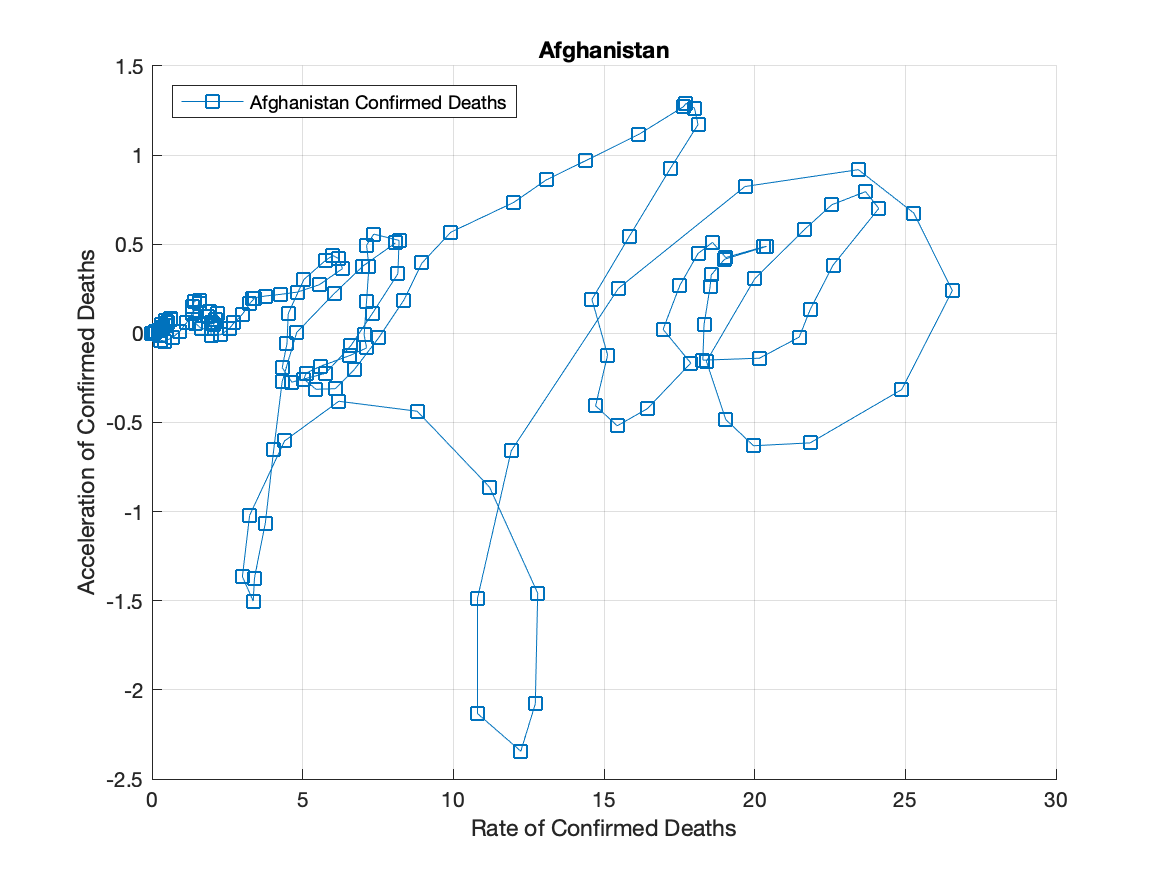 Afghanistan
Afghanistan Confirmed Deaths
1.5
1
0.5
0
-0.5
-1
-1.5
-2
-2.5
Acceleration of Confirmed Deaths
0 5 10 15 20 25 30
Rate of Confirmed Deaths